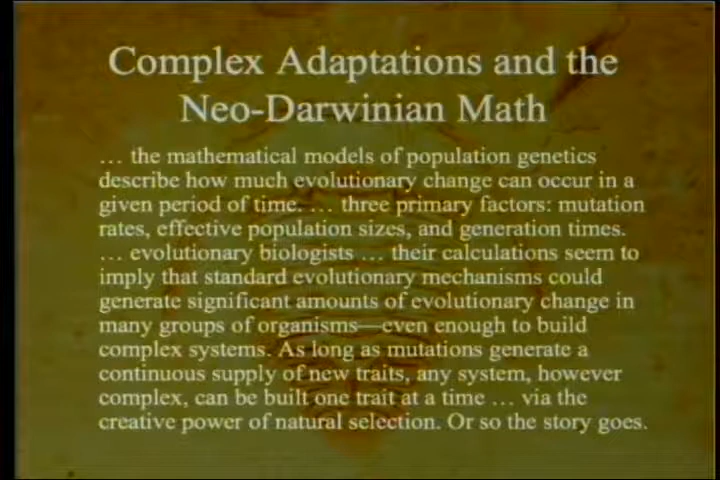 Complex Adaptations and the
Neo-Darwinian Math
… the mathematical models of population genetics
describe how much evolutionary change can occur in a
given period of time. … three primary factors: mutation
rates, effective population sizes, and generation times.
… evolutionary biologists … their calculations seem to
imply that standard evolutionary mechanisms could
generate significant amounts of evolutionary change in
many groups of organisms—even enough to build
complex systems. As long as mutations generate a
continuous supply of new traits, any system, however
complex, can be built one trait at a time … via the
creative power of natural selection. Or so the story goes.